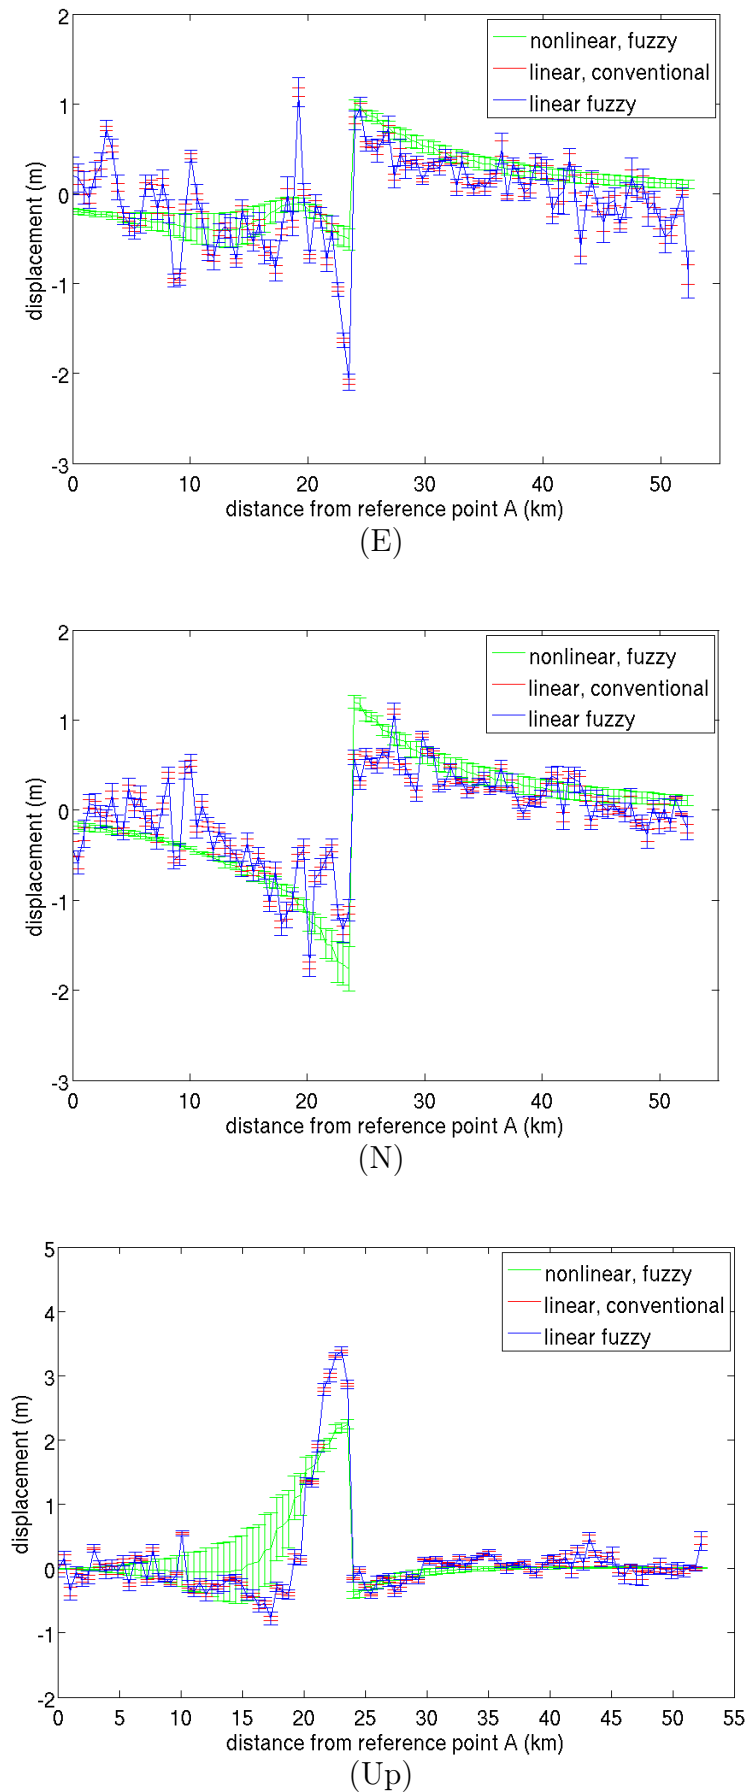 2
1
0
-1
-2
-3
displacement (m)
nonlinear, fuzzy
linear, conventional
linear fuzzy
0 10 20 30 40 50
distance from reference point A (km)
(E)
2
1
0
-1
-2
-3
displacement (m)
nonlinear, fuzzy
linear, conventional
linear fuzzy
0 10 20 30 40 50
distance from reference point A (km)
(N)
5
4
3
2
1
0
-1
-2
displacement (m)
nonlinear, fuzzy
linear, conventional
linear fuzzy
0 5 10 15 20 25 30 35 40 45 50 55
distance from reference point A (km)
(Up)